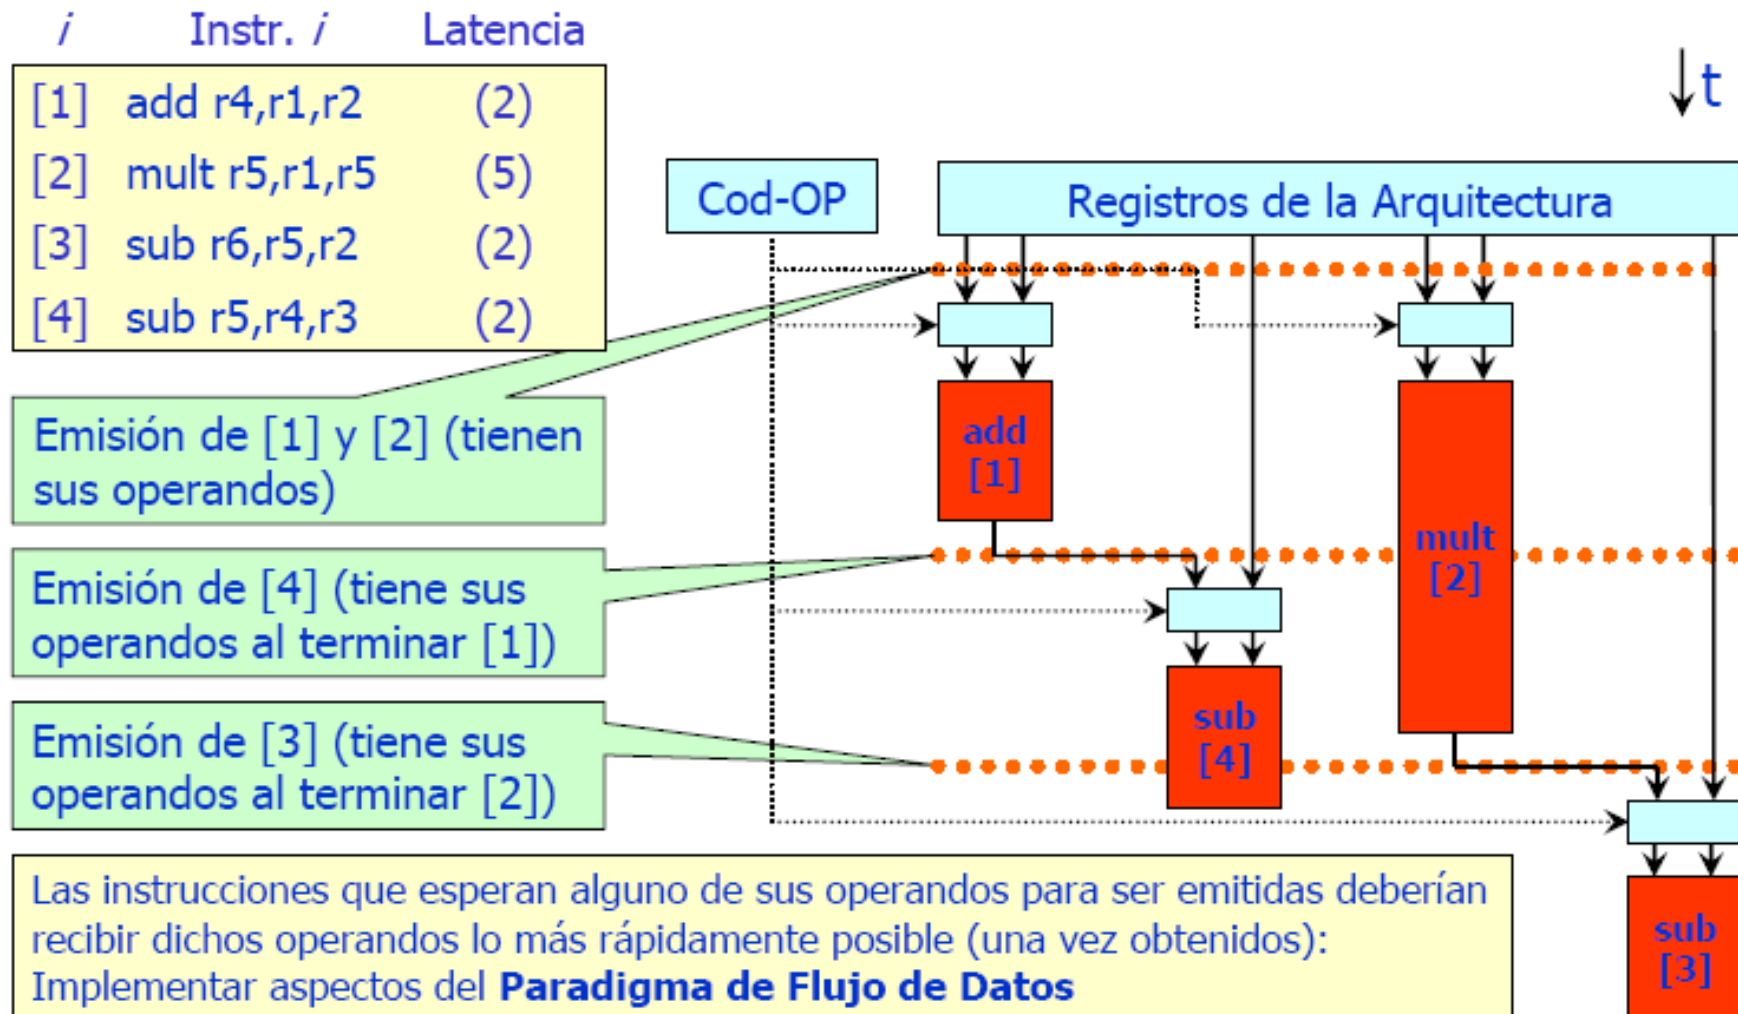 i Instr. i Latencia
[1] add r4,r1,r2 (2)
[2] mult r5,r1,r5 (5)
[3] sub r6,r5,r2 (2)
[4] sub r5,r4,r3 (2)
t
Cod-OP
Registros de la Arquitectura
Emisión de [1] y [2] (tienen
sus operandos)
add
[1]
mult
[2]
Emisión de [4] (tiene sus
operandos al terminar [1])
sub
[4]
Emisión de [3] (tiene sus
operandos al terminar [2])
sub
[3]
Las instrucciones que esperan alguno de sus operandos para ser emitidas deberían
recibir dichos operandos lo más rápidamente posible (una vez obtenidos):
Implementar aspectos del Paradigma de Flujo de Datos